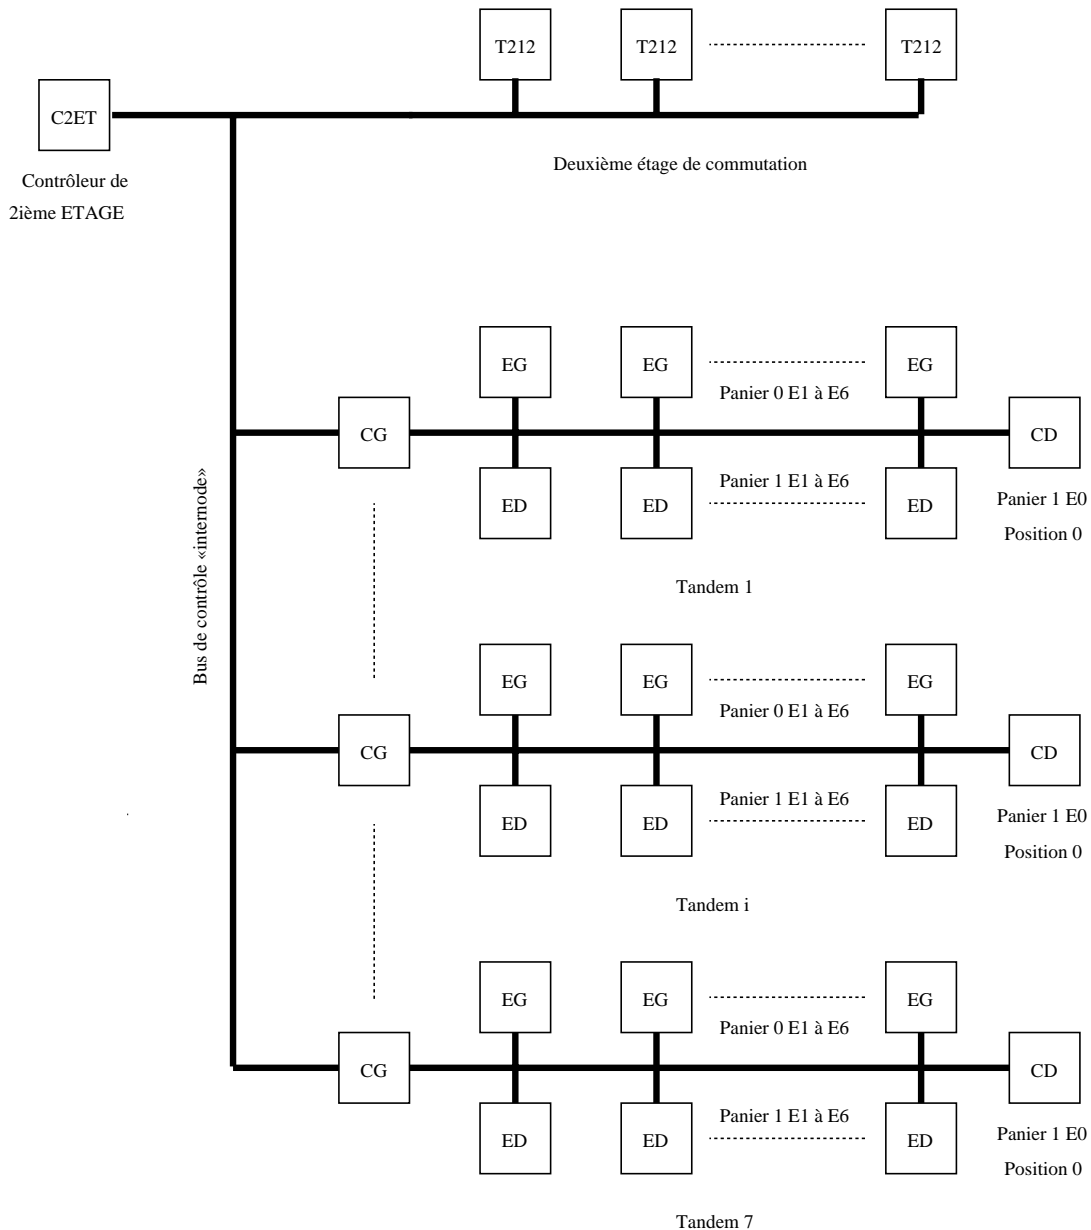 T212
T212
T212
C2ET
Deuxième étage de commutation
Contrôleur de
2ième ETAGE
EG
EG
EG
Panier 0 E1 à E6
CG
CD
Panier 1 E1 à E6
ED
ED
ED
Panier 1 E0
Position 0
Tandem 1
Bus de contrôle «internode»
EG
EG
EG
Panier 0 E1 à E6
CG
CD
Panier 1 E1 à E6
ED
ED
ED
Panier 1 E0
Position 0
Tandem i
EG
EG
EG
Panier 0 E1 à E6
CG
CD
Panier 1 E1 à E6
ED
ED
ED
Panier 1 E0
Position 0
Tandem 7